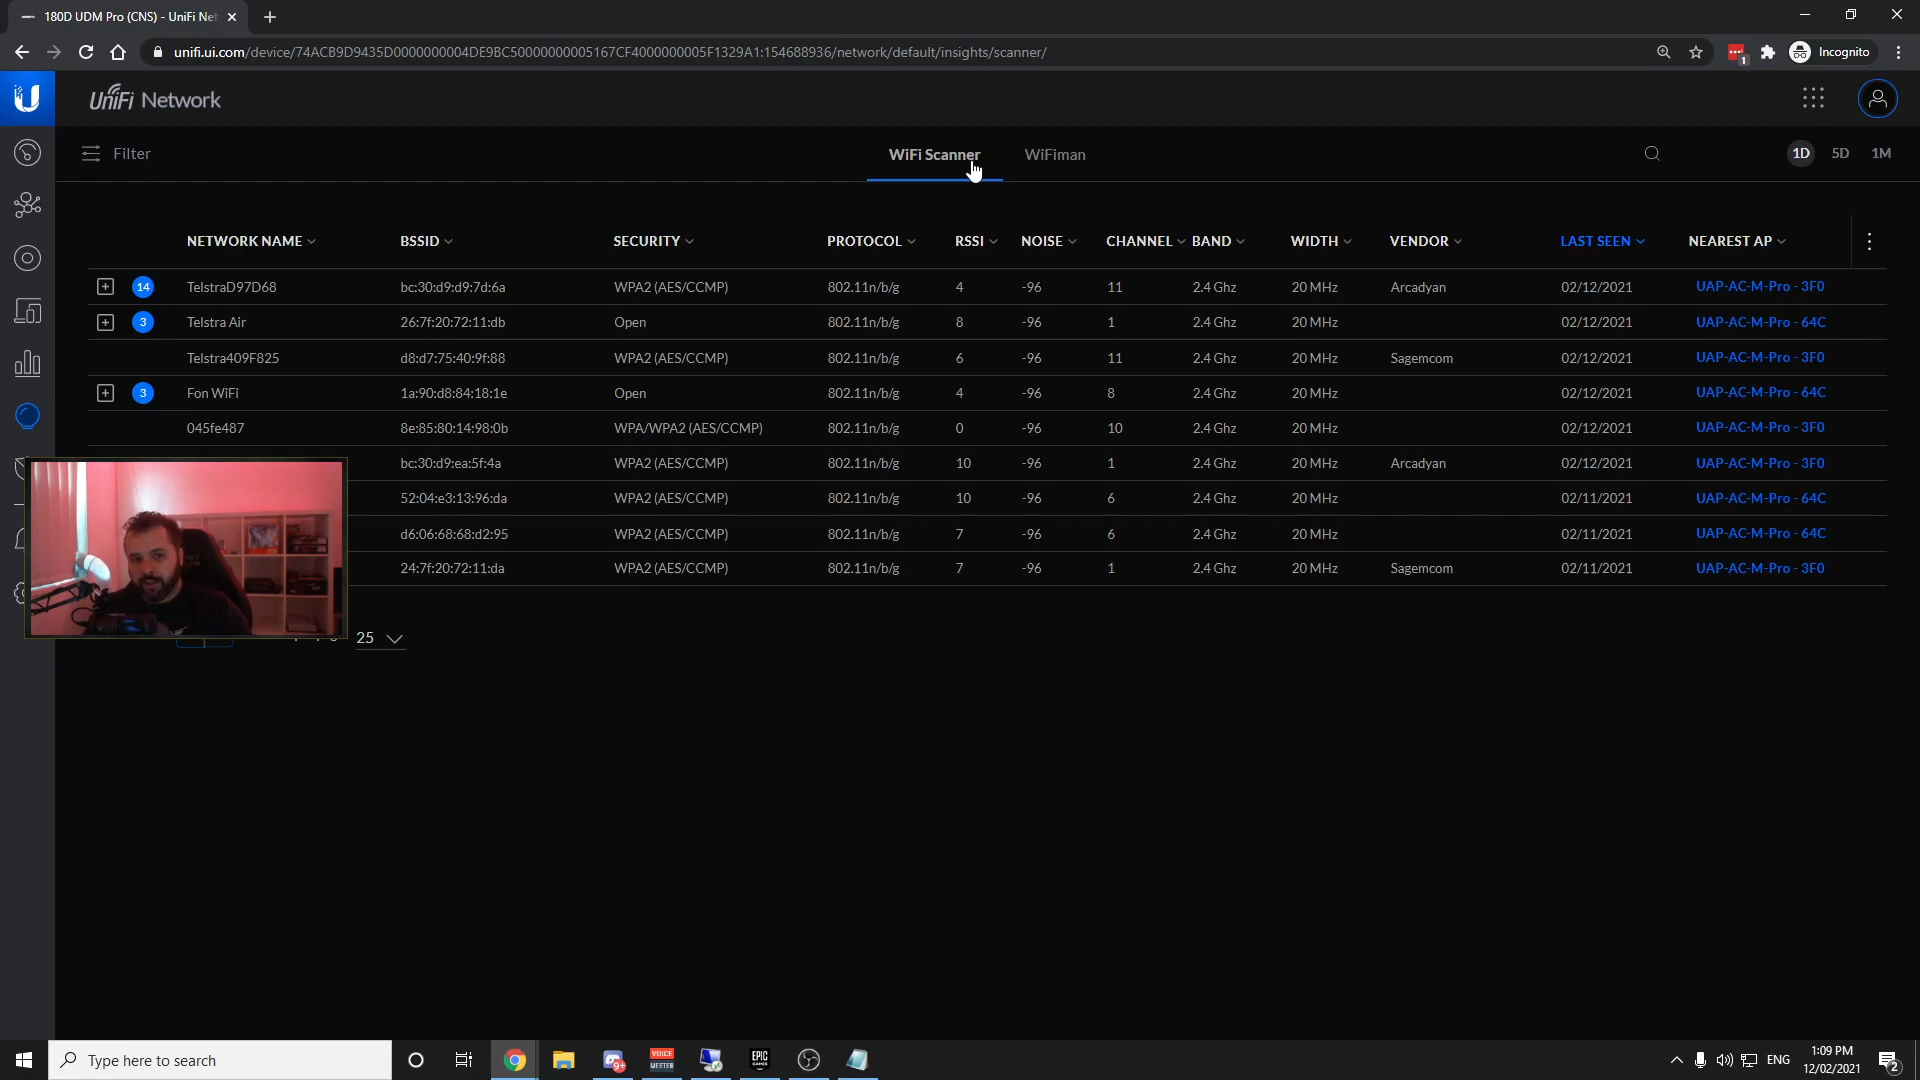 180D UDM Pro (CNS) - UniFi Net
unifi.ui.com/device/74ACB9D9435D0000000004DE9BC50000000005167CF4000000005F1329A1:154688936/network/default/insights/scanner/
1
Incognito
U
UniFi Network
Filter
WiFi Scanner
WiFiman
1D 5D 1M
NETWORK NAME BSSID SECURITY PROTOCOL RSSI NOISE CHANNEL BAND WIDTH VENDOR LAST SEEN NEAREST AP
14 TelstraD97D68 bc:30:d9:d9:7d:6a WPA2 (AES/CCMP) 802.11n/b/g 4 -96 11 2.4 Ghz 20 MHz Arcadyan 02/12/2021 UAP-AC-M-Pro - 3F0
3 Telstra Air 26:7f:20:72:11:db Open 802.11n/b/g 8 -96 1 2.4 Ghz 20 MHz 02/12/2021 UAP-AC-M-Pro - 64C
Telstra409F825 d8:d7:75:40:9f:88 WPA2 (AES/CCMP) 802.11n/b/g 6 -96 11 2.4 Ghz 20 MHz Sagemcom 02/12/2021 UAP-AC-M-Pro - 3F0
3 Fon WiFi 1a:90:d8:84:18:1e Open 802.11n/b/g 4 -96 8 2.4 Ghz 20 MHz 02/12/2021 UAP-AC-M-Pro - 64C
045fe487 8e:85:80:14:98:0b WPA/WPA2 (AES/CCMP) 802.11n/b/g 0 -96 10 2.4 Ghz 20 MHz 02/12/2021 UAP-AC-M-Pro - 3F0
bc:30:d9:ea:5f:4a WPA2 (AES/CCMP) 802.11n/b/g 10 -96 1 2.4 Ghz 20 MHz Arcadyan 02/12/2021 UAP-AC-M-Pro - 3F0
52:04:e3:13:96:da WPA2 (AES/CCMP) 802.11n/b/g 10 -96 6 2.4 Ghz 20 MHz 02/11/2021 UAP-AC-M-Pro - 64C
d6:06:68:68:d2:95 WPA2 (AES/CCMP) 802.11n/b/g 7 -96 6 2.4 Ghz 20 MHz 02/11/2021 UAP-AC-M-Pro - 64C
24:7f:20:72:11:da WPA2 (AES/CCMP) 802.11n/b/g 7 -96 1 2.4 Ghz 20 MHz Sagemcom 02/11/2021 UAP-AC-M-Pro - 3F0
25
Type here to search
9+
VOICE
MEETER
EPIC
GAMES
ENG
1:09 PM
12/02/2021
2